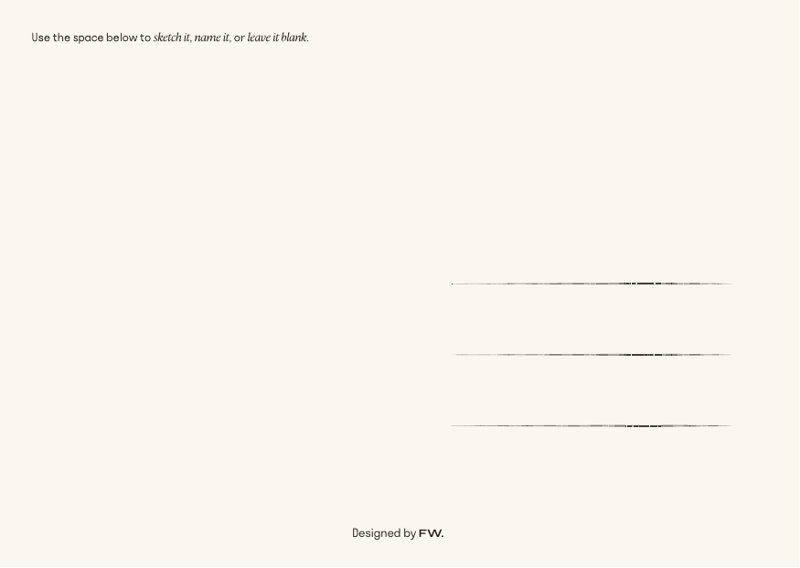 Use the space below to sketch it, name it, or leave it blank.
Designed by FW.